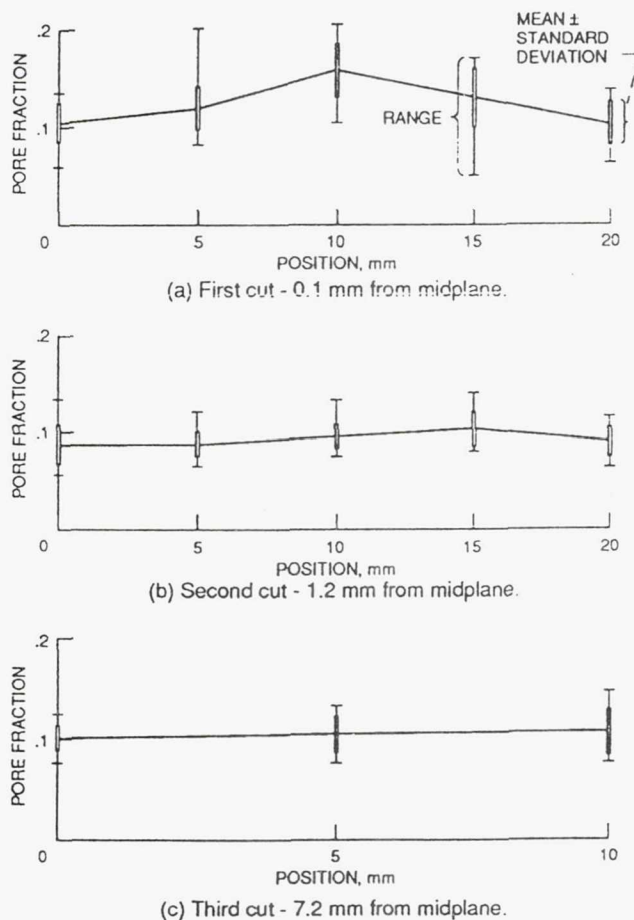 MEAN ±
STANDARD
DEVIATION
.2
.1
0
PORE FRACTION
RANGE
5
10
15
20
POSITION, mm
(a) First cut - 0.1 mm from midplane.
.2
.1
0
PORE FRACTION
5
10
15
20
POSITION, mm
(b) Second cut - 1.2 mm from midplane.
.2
.1
0
PORE FRACTION
5
10
POSITION, mm
(c) Third cut - 7.2 mm from midplane.